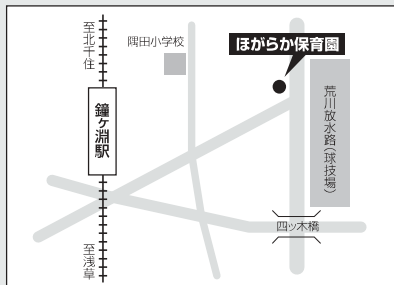 至北千住
隅田小学校
ほがらか保育園
鐘ヶ淵駅
荒川放水路(球技場)
四ッ木橋
至浅草